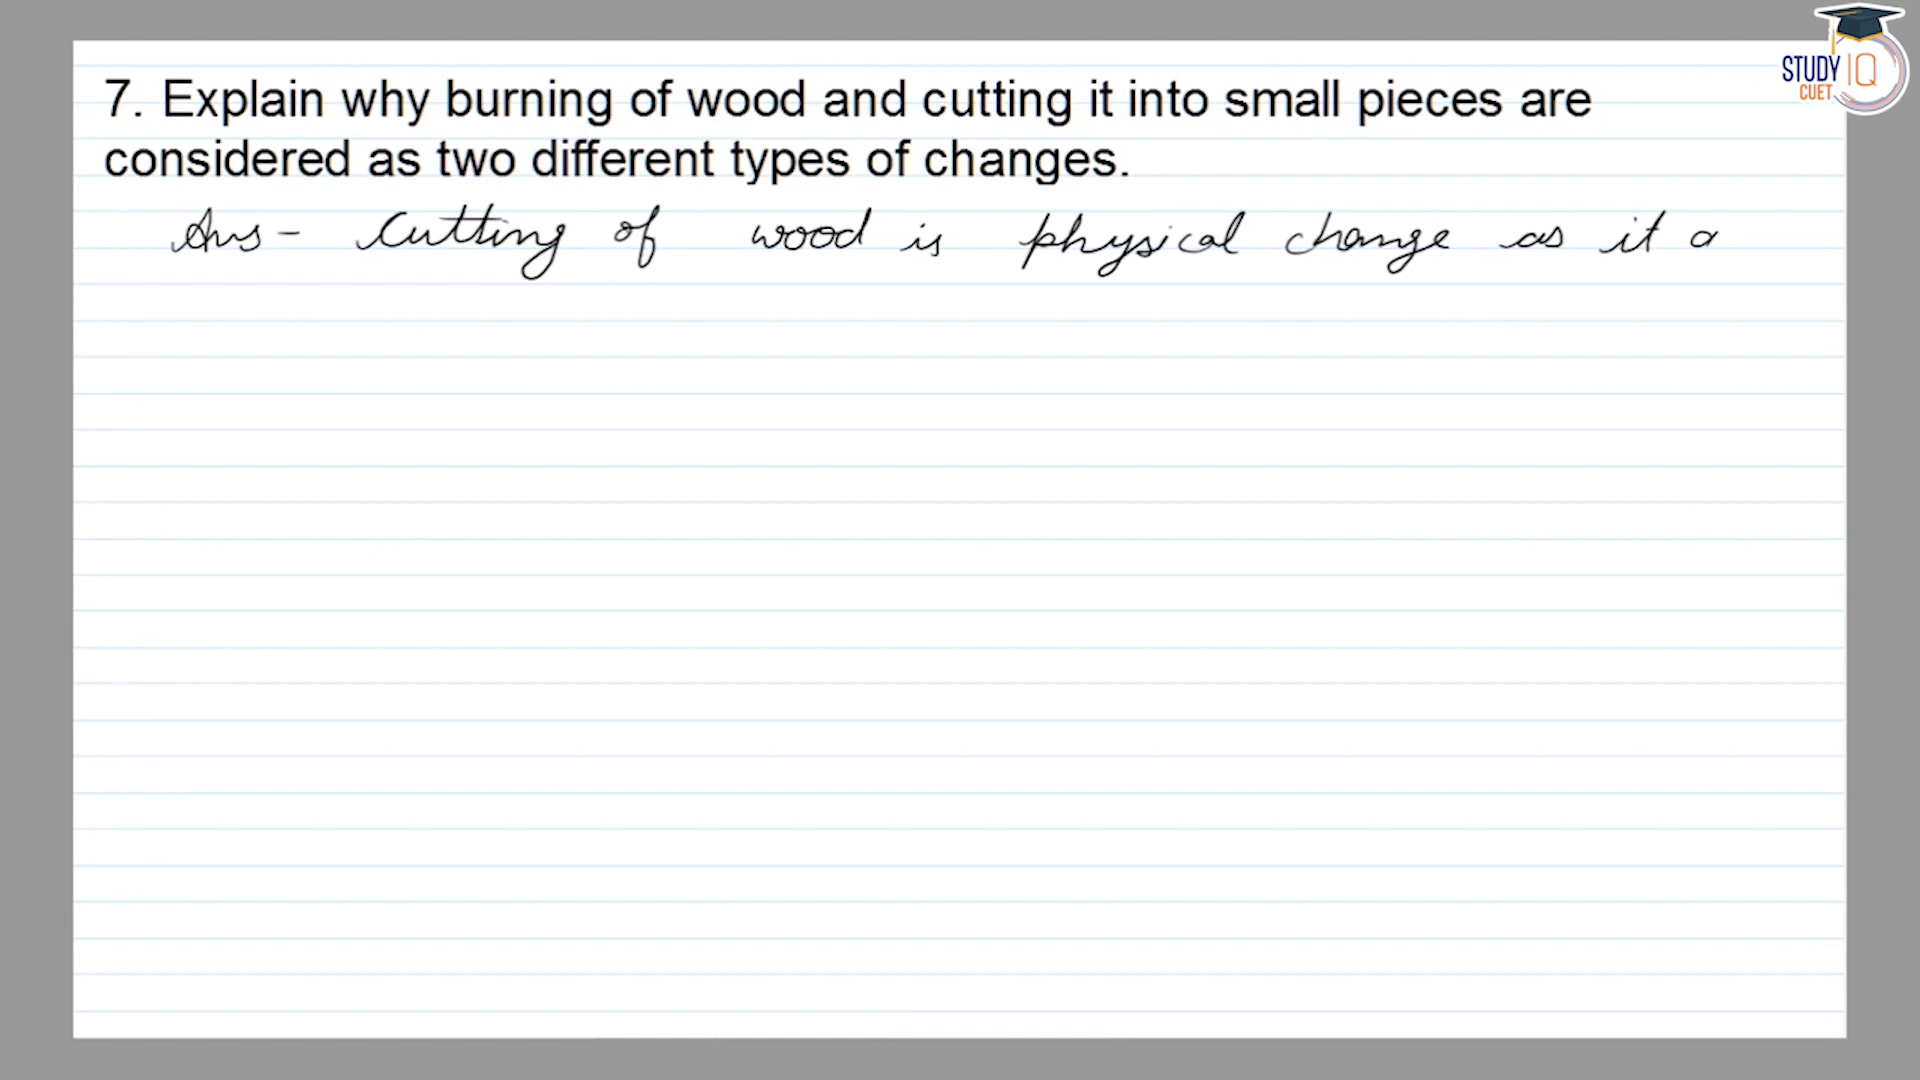 STUDY IQ
CUET
7. Explain why burning of wood and cutting it into small pieces are
considered as two different types of changes.
Ans - Cutting of wood is physical change as it a